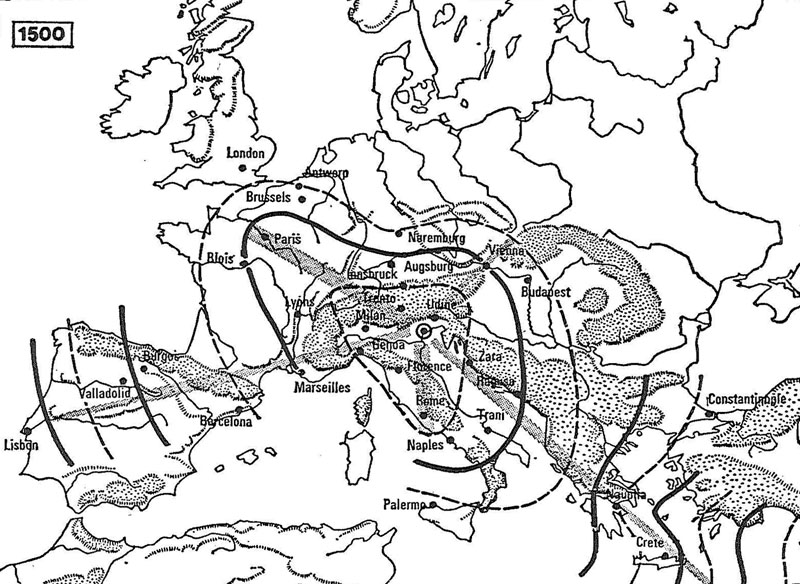 1500
London
Antwerp
Brussels
Paris
Nuremburg
Blois
Vienna
Augsburg
Innsbruck
Budapest
Lyons
Trento
Udine
Milan
Genoa
Zara
Florence
Ragusa
Burgos
Marseilles
Valladolid
Constantinople
Rome
Barcelona
Trani
Lisbon
Naples
Nauplia
Palermo
Crete